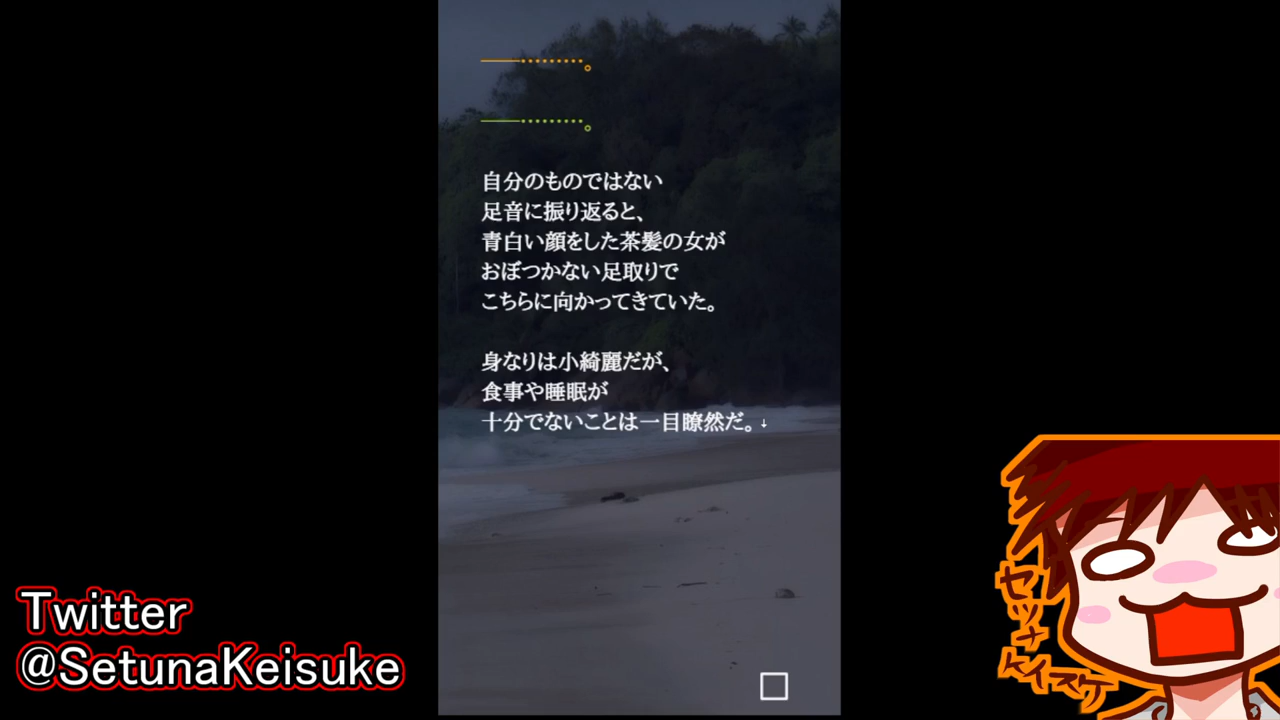 ――………。
――………。
自分のものではない
足音に振り返ると、
青白い顔をした茶髪の女が
おぼつかない足取りで
こちらに向かってきていた。
身なりは小綺麗だが、
食事や睡眠が
十分でないことは一目瞭然だ。↓
Twitter
@SetunaKeisuke
セツナ
ケイスケ